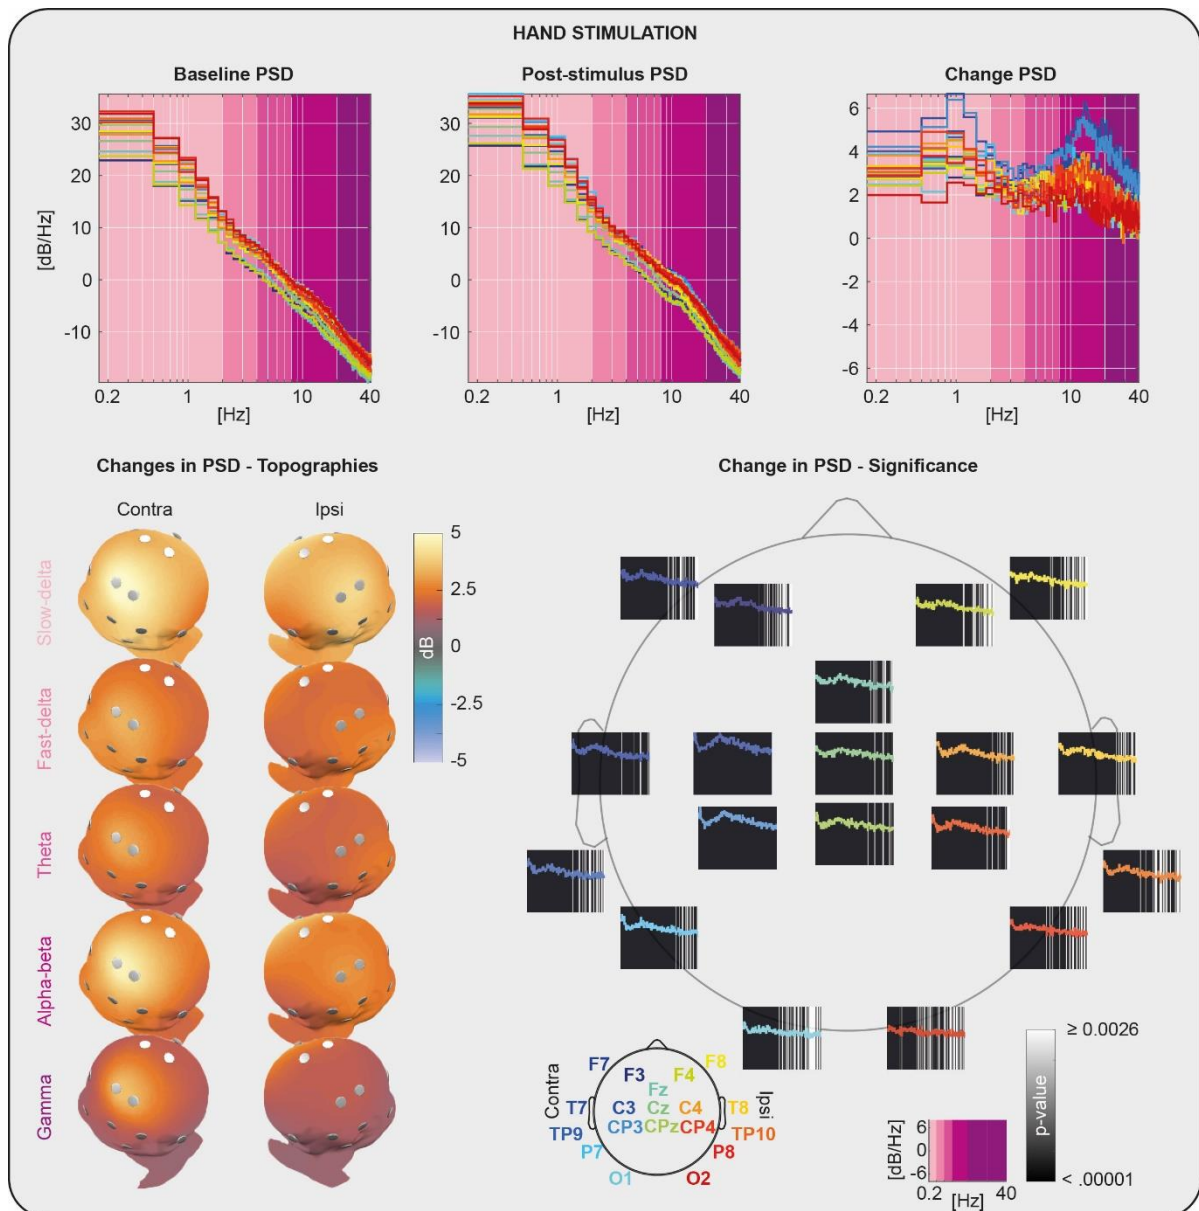 HAND STIMULATION
Baseline PSD
Post-stimulus PSD
Change PSD
[dB/Hz]
30
20
10
0
-10
0.2
1
10
40
[Hz]
30
20
10
0
-10
0.2
1
10
40
[Hz]
6
4
2
0
2
-4
-6
0.2
1
10
40
[Hz]
Changes in PSD - Topographies
Change in PSD - Significance
Contra
Ipsi
Slow-delta
Fast-delta
Theta
Alpha-beta
Gamma
5
2.5
0
-2.5
-5
dB
Contra
Ipsi
F7
F8
F3
F4
Fz
T7
C3
Cz
C4
T8
TP9
CP3
CPz
CP4
TP10
P7
P8
O1
O2
[dB/Hz]
6
0
-6
0.2
40
[Hz]
p-value
≥ 0.0026
< .00001